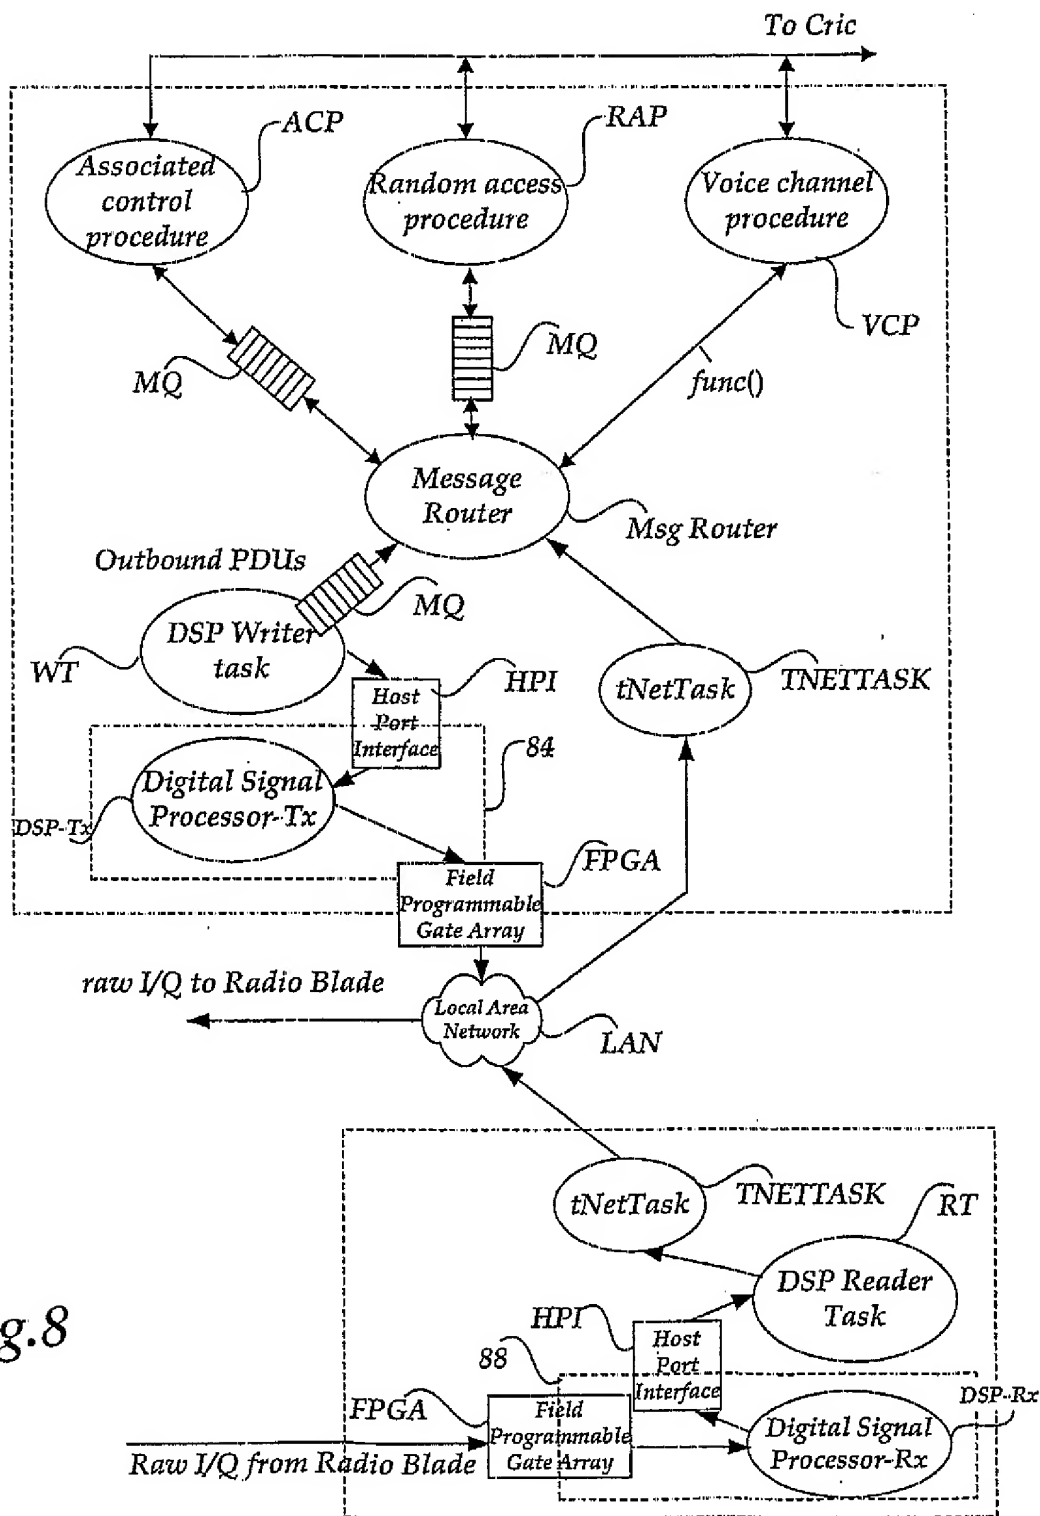 To Cric
ACP
RAP
Associated
control
procedure
Random access
procedure
Voice channel
procedure
VCP
MQ
MQ
func()
Message
Router
Msg Router
Outbound PDUs
MQ
DSP Writer
task
WT
HPI
tNetTask
TNETTASK
Host
Port
Interface
84
Digital Signal
Processor-Tx
DSP-Tx
FPGA
Field
Programmable
Gate Array
raw I/Q to Radio Blade
Local Area
Network
LAN
tNetTask
TNETTASK
RT
DSP Reader
Task
HPI
Host
Port
Interface
g.8
88
FPGA
Field
Programmable
Gate Array
DSP-Rx
Digital Signal
Processor-Rx
Raw I/Q from Radio Blade